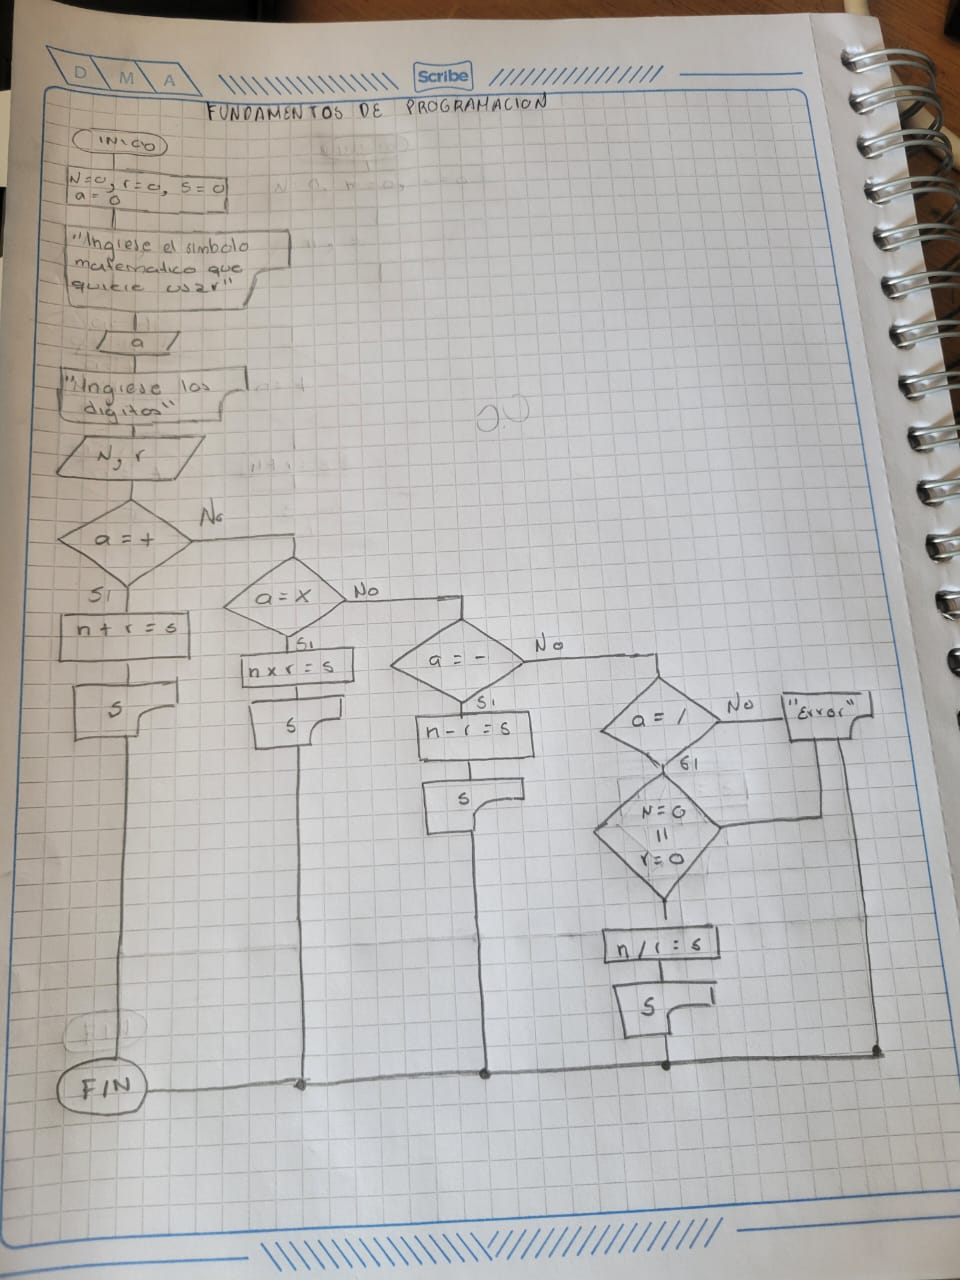 D M A
Scribe
FUNDAMENTOS DE PROGRAMACION
INICIO
N=0, r=0, s=0
a=0
"Ingrese el simbolo
matematico que
quiere usar"
a
"Ingrese los
digitos"
N, r
a = +
No
Si
n + r = s
s
a = x
No
Si
n x r = s
s
a = -
No
Si
n - r = s
s
a = /
No
"Error"
Si
N=0
||
r=0
n / r = s
s
FIN